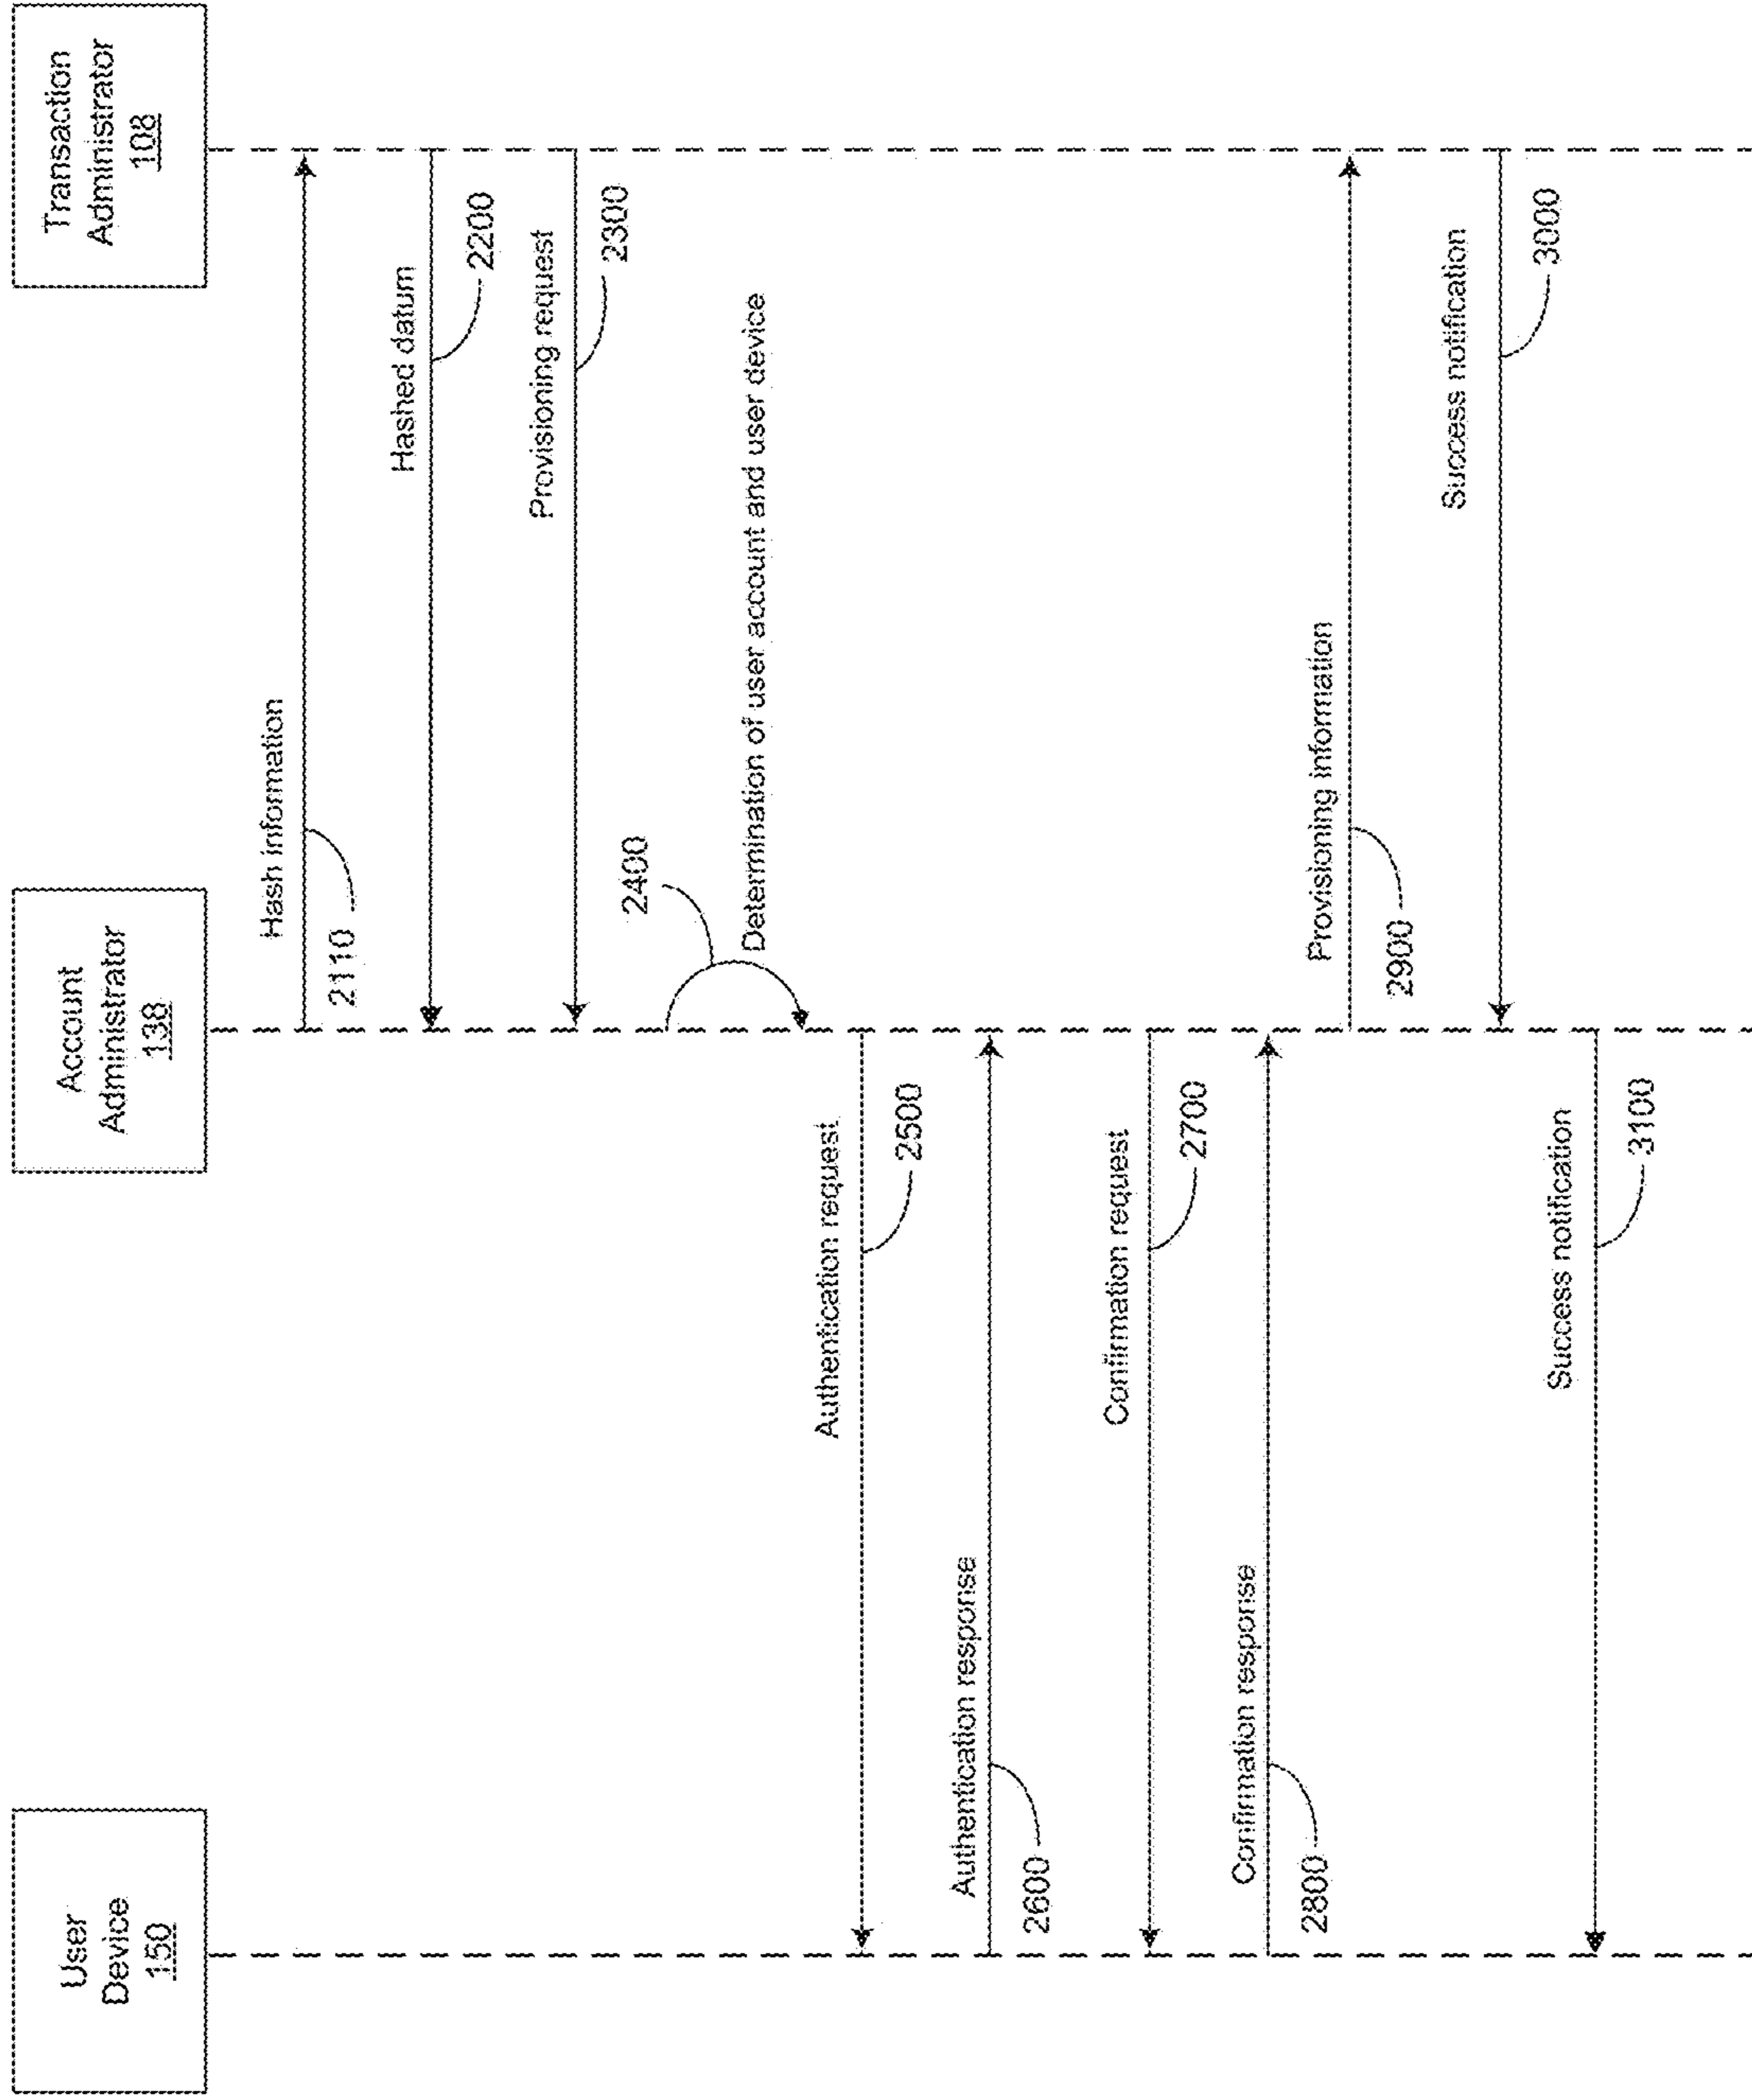 User
Device
150
Account
Administrator
138
Transaction
Administrator
108
Hash information
2110
Hashed datum
2200
Provisioning request
2300
2400
Determination of user account and user device
Authentication request
2500
Authentication response
2600
Confirmation request
2700
Confirmation response
2800
Provisioning information
2900
Success notification
3000
Success notification
3100